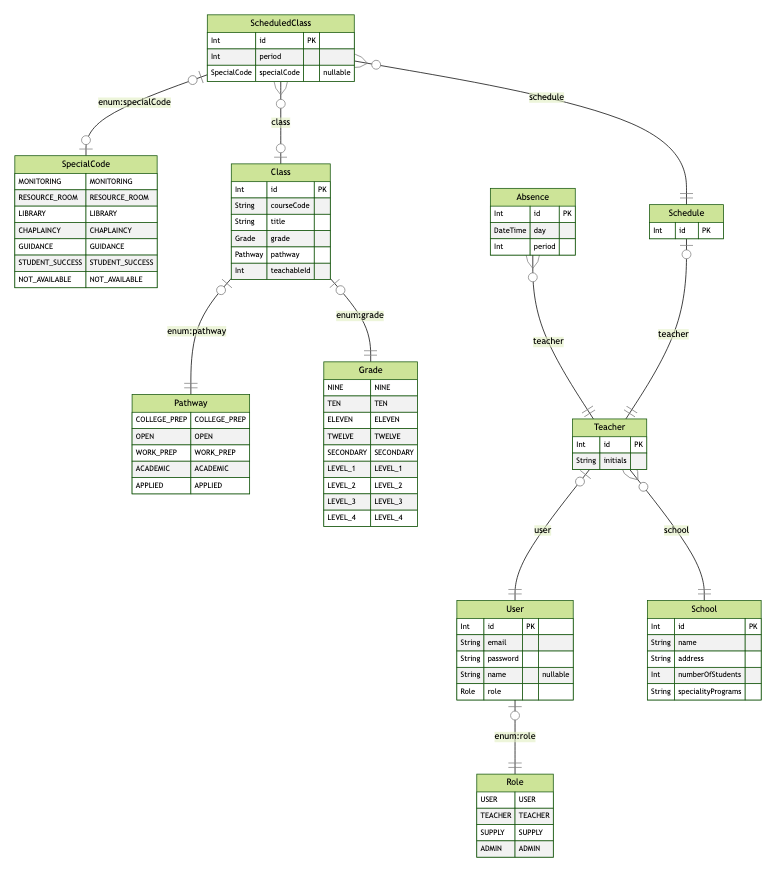 ScheduledClass
Int id PK
Int period
SpecialCode specialCode nullable
enum:specialCode
class
schedule
SpecialCode
MONITORING MONITORING
RESOURCE_ROOM RESOURCE_ROOM
LIBRARY LIBRARY
CHAPLAINCY CHAPLAINCY
GUIDANCE GUIDANCE
STUDENT_SUCCESS STUDENT_SUCCESS
NOT_AVAILABLE NOT_AVAILABLE
Class
Int id PK
String courseCode
String title
Grade grade
Pathway pathway
Int teachableId
Absence
Int id PK
DateTime day
Int period
Schedule
Int id PK
enum:pathway
enum:grade
teacher
teacher
Pathway
COLLEGE_PREP COLLEGE_PREP
OPEN OPEN
WORK_PREP WORK_PREP
ACADEMIC ACADEMIC
APPLIED APPLIED
Grade
NINE NINE
TEN TEN
ELEVEN ELEVEN
TWELVE TWELVE
SECONDARY SECONDARY
LEVEL_1 LEVEL_1
LEVEL_2 LEVEL_2
LEVEL_3 LEVEL_3
LEVEL_4 LEVEL_4
Teacher
Int id PK
String initials
user
school
User
Int id PK
String email
String password
String name nullable
Role role
School
Int id PK
String name
String address
Int numberOfStudents
String specialityPrograms
enum:role
Role
USER USER
TEACHER TEACHER
SUPPLY SUPPLY
ADMIN ADMIN